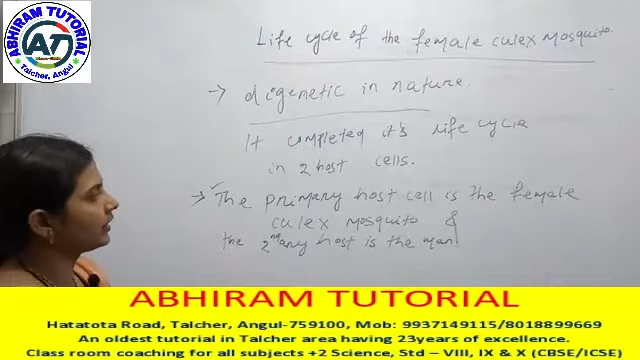 ABHIRAM TUTORIAL
AT
Talcher, Angul
Life cycle of the female culex mosquito.
→ digenetic in nature.
It completed it's life cycle
in 2 host cells.
→ The primary host cell is the female
culex mosquito &
the 2ndary host is the man
ABHIRAM TUTORIAL
Hatatota Road, Talcher, Angul-759100, Mob: 9937149115/8018899669
An oldest tutorial in Talcher area having 23years of excellence.
Class room coaching for all subjects +2 Science, Std – VIII, IX & X (CBSE/ICSE)